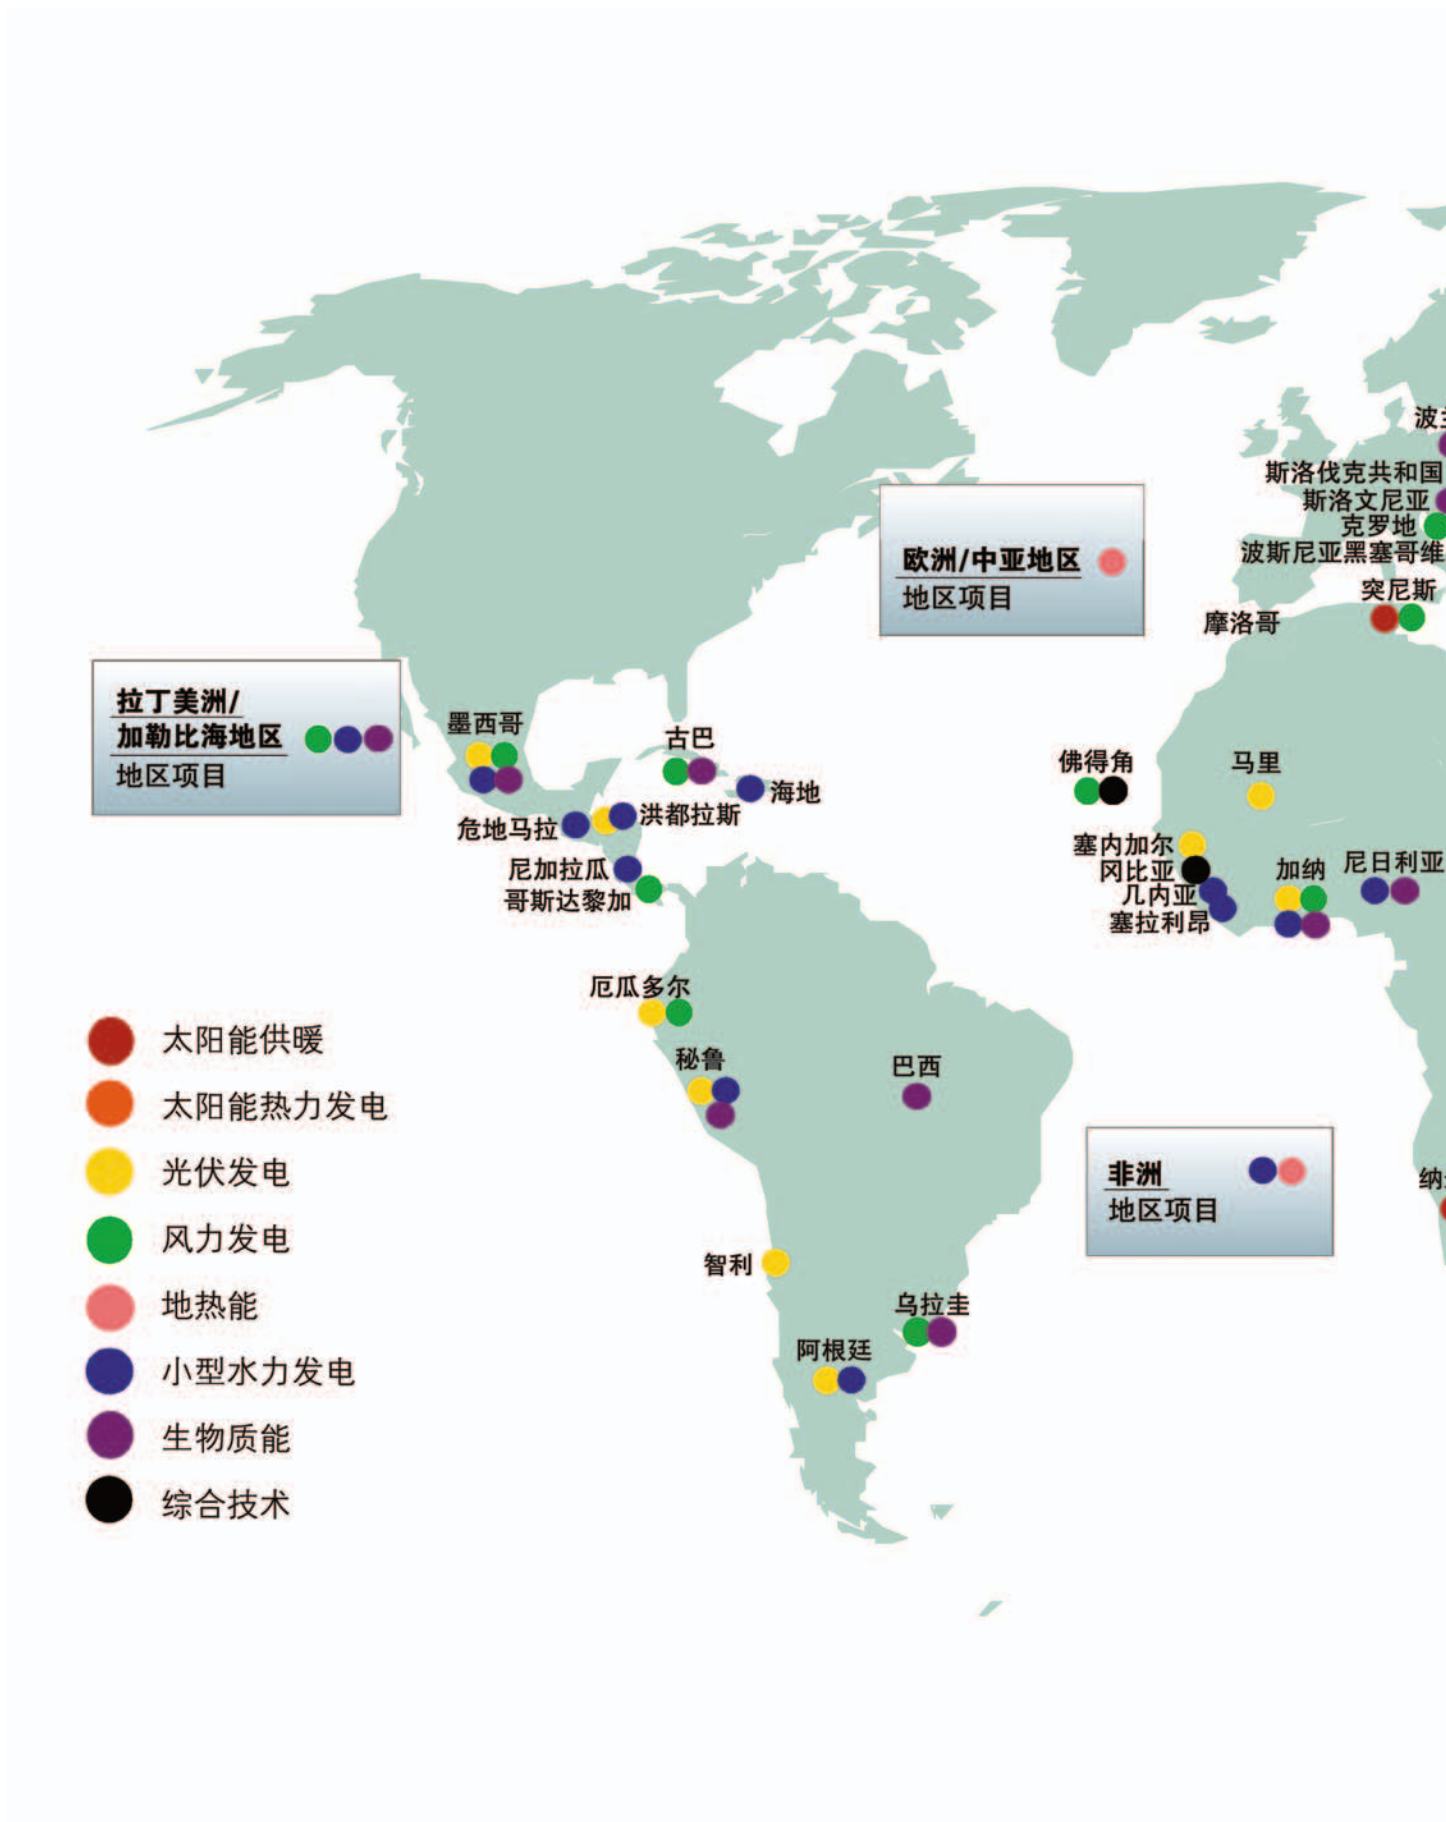 波
斯洛伐克共和国
斯洛文尼亚
克罗地
波斯尼亚黑塞哥维
突尼斯
摩洛哥
欧洲/中亚地区
地区项目
拉丁美洲/
加勒比海地区
地区项目
墨西哥
古巴
海地
洪都拉斯
危地马拉
尼加拉瓜
哥斯达黎加
佛得角
马里
塞内加尔
冈比亚
几内亚
塞拉利昂
加纳
尼日利亚
厄瓜多尔
秘鲁
巴西
非洲
地区项目
纳
智利
乌拉圭
阿根廷
太阳能供暖
太阳能热力发电
光伏发电
风力发电
地热能
小型水力发电
生物质能
综合技术